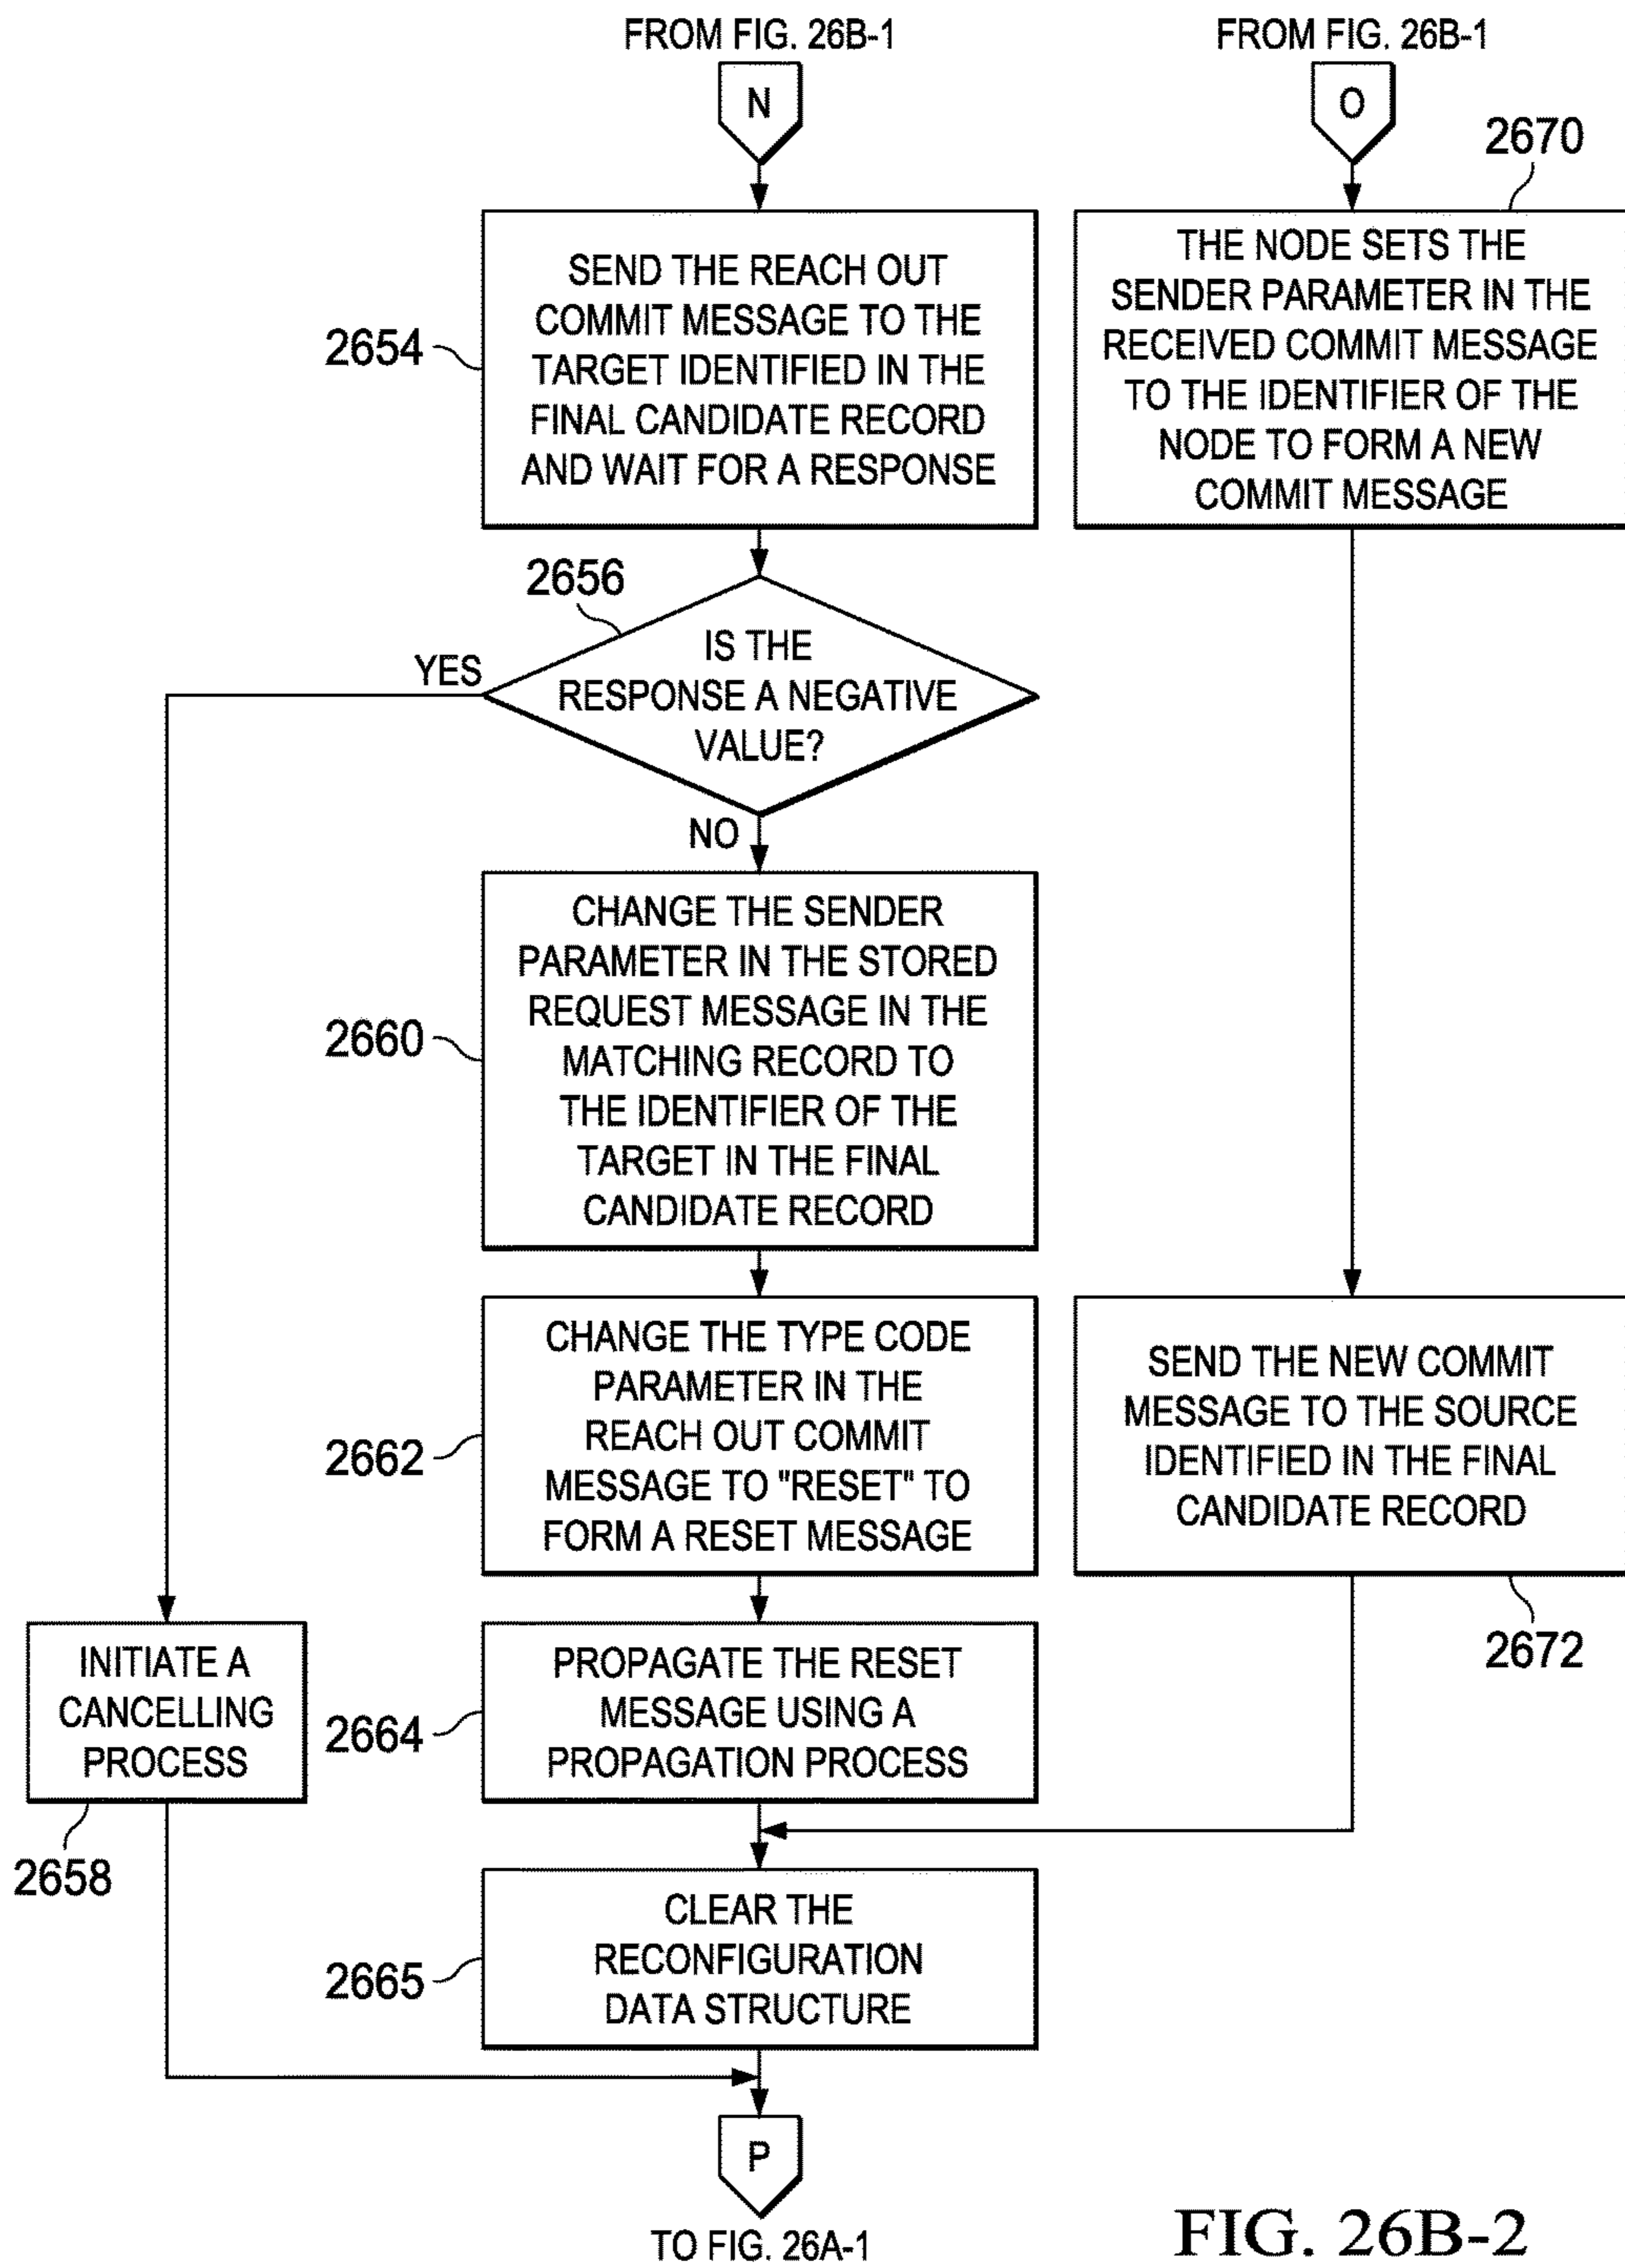 FROM FIG. 26B-1
N
FROM FIG. 26B-1
O
2670
2654
SEND THE REACH OUT
COMMIT MESSAGE TO THE
TARGET IDENTIFIED IN THE
FINAL CANDIDATE RECORD
AND WAIT FOR A RESPONSE
THE NODE SETS THE
SENDER PARAMETER IN THE
RECEIVED COMMIT MESSAGE
TO THE IDENTIFIER OF THE
NODE TO FORM A NEW
COMMIT MESSAGE
2656
YES
IS THE
RESPONSE A NEGATIVE
VALUE?
NO
2660
CHANGE THE SENDER
PARAMETER IN THE STORED
REQUEST MESSAGE IN THE
MATCHING RECORD TO
THE IDENTIFIER OF THE
TARGET IN THE FINAL
CANDIDATE RECORD
2662
CHANGE THE TYPE CODE
PARAMETER IN THE
REACH OUT COMMIT
MESSAGE TO "RESET" TO
FORM A RESET MESSAGE
SEND THE NEW COMMIT
MESSAGE TO THE SOURCE
IDENTIFIED IN THE FINAL
CANDIDATE RECORD
2672
INITIATE A
CANCELLING
PROCESS
2658
2664
PROPAGATE THE RESET
MESSAGE USING A
PROPAGATION PROCESS
2665
CLEAR THE
RECONFIGURATION
DATA STRUCTURE
P
TO FIG. 26A-1
FIG. 26B-2